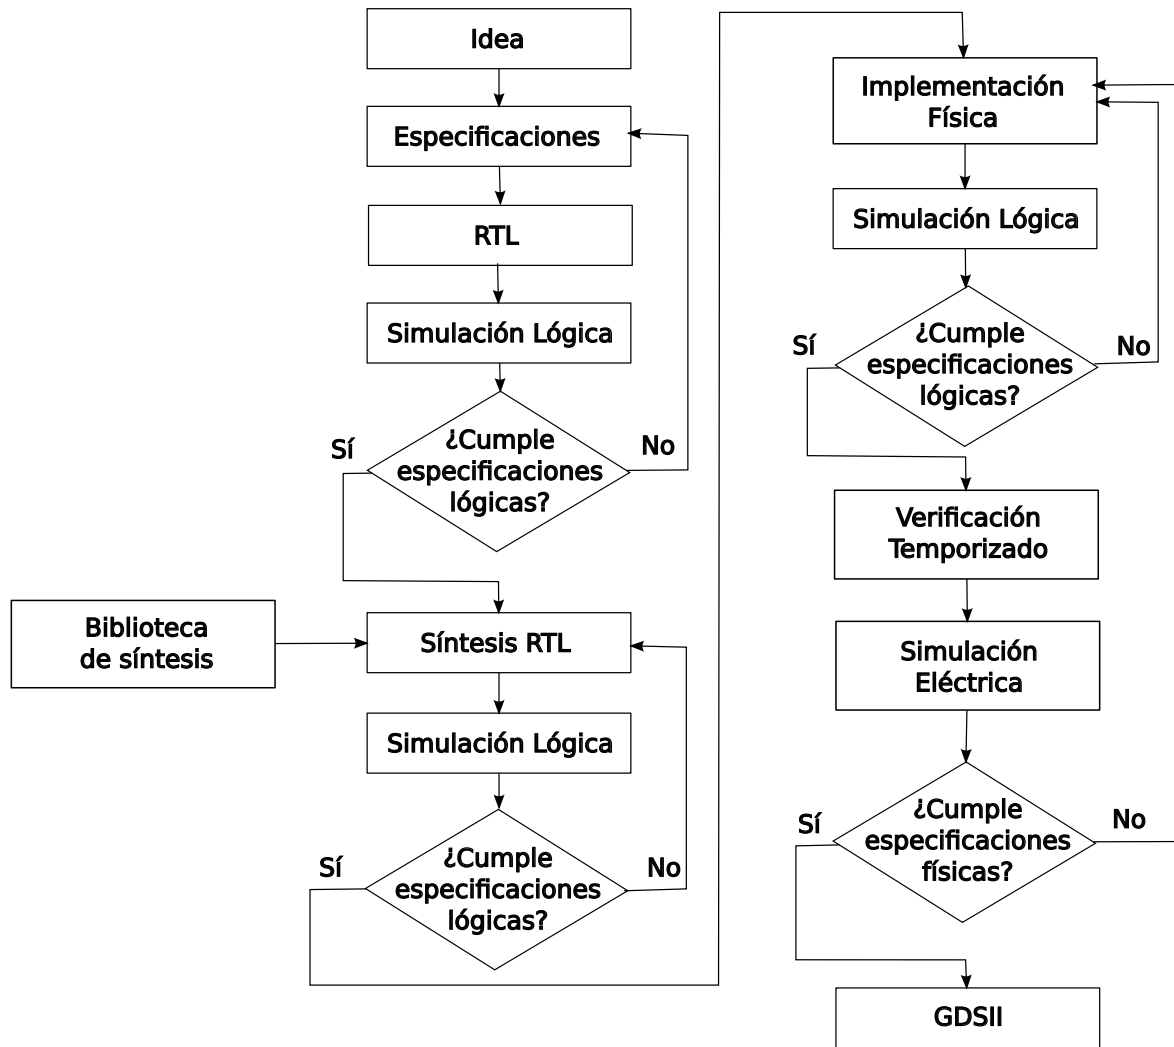 Idea
Especificaciones
RTL
Simulación Lógica
¿Cumple
especificaciones
lógicas?
Sí
No
Biblioteca
de síntesis
Síntesis RTL
Simulación Lógica
¿Cumple
especificaciones
lógicas?
Sí
No
Implementación
Física
Simulación Lógica
¿Cumple
especificaciones
lógicas?
Sí
No
Verificación
Temporizado
Simulación
Eléctrica
¿Cumple
especificaciones
físicas?
Sí
No
GDSII